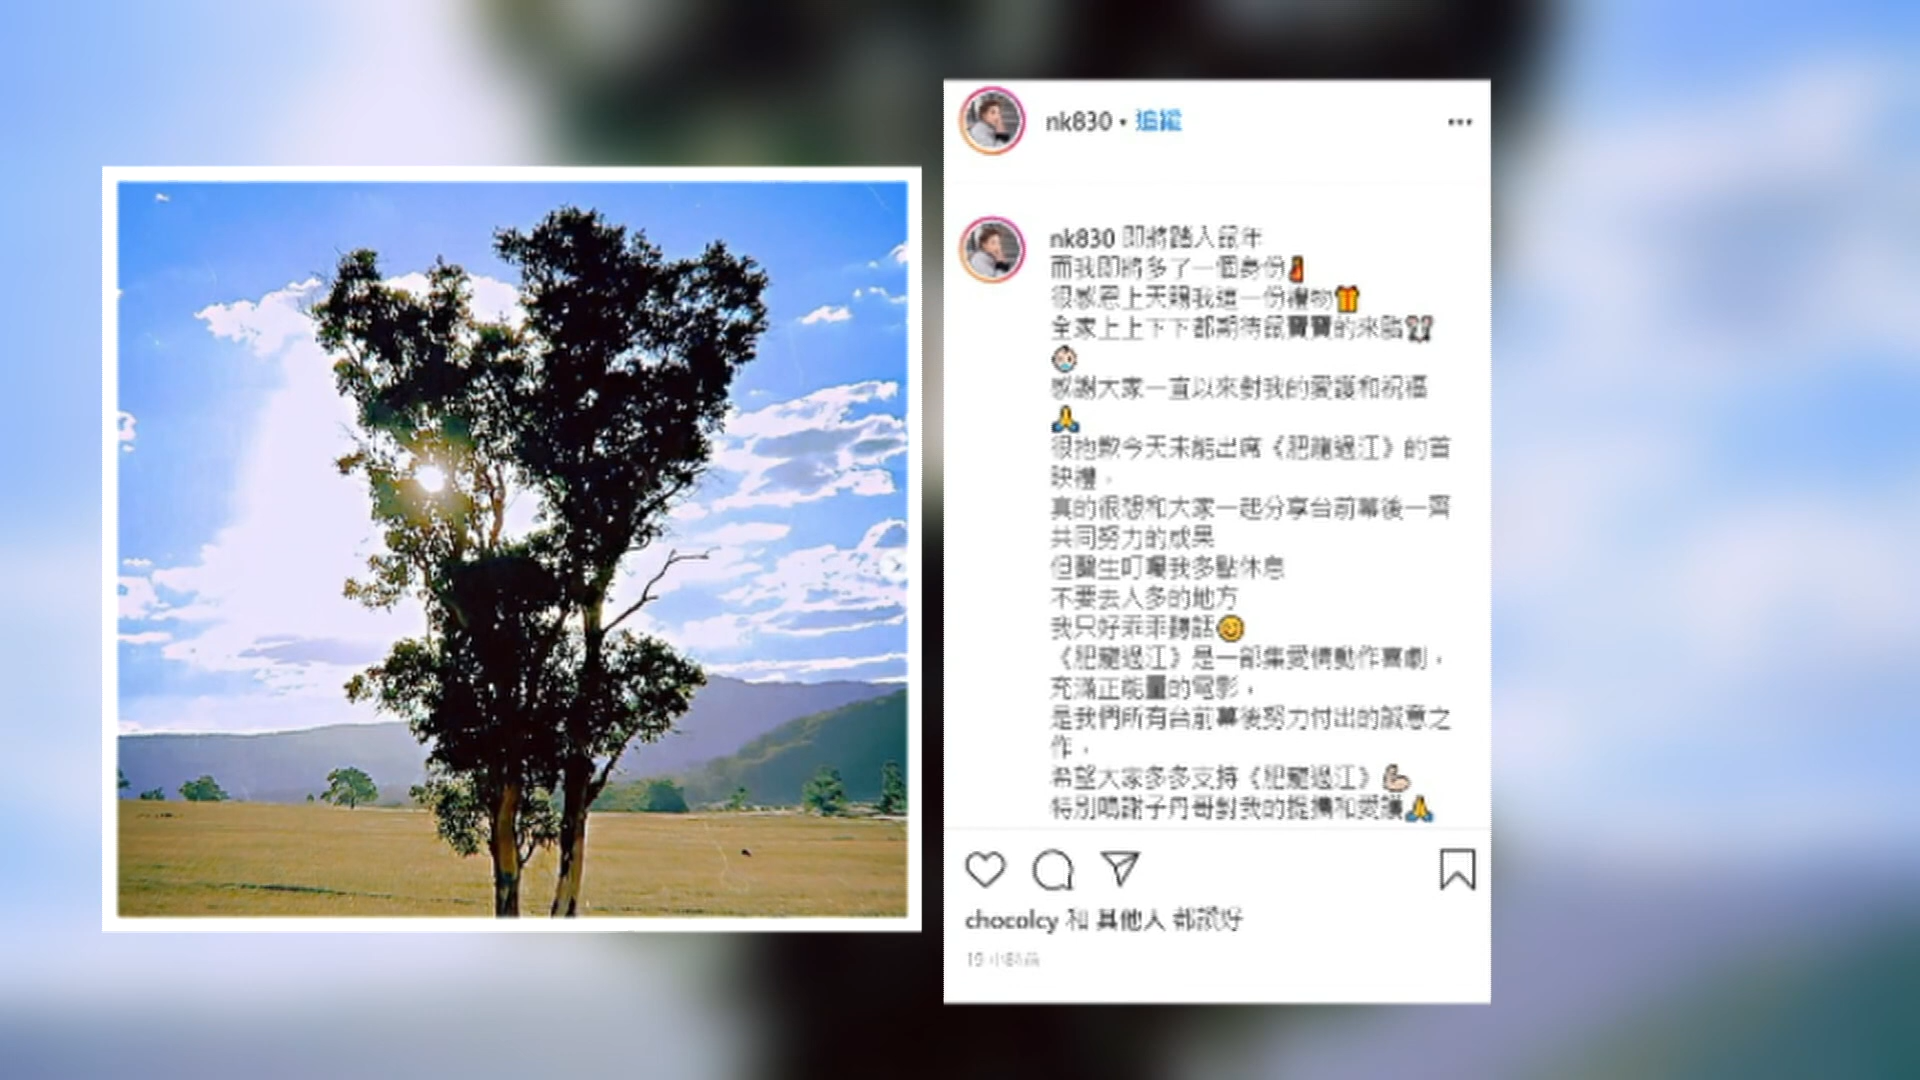 nk830 • 追蹤
nk830 即將踏入鼠年
而我即將多了一個身份🧧
很感恩上天賜我這一份禮物🎁
全家上上下下都期待鼠寶寶的來臨👯
👶
感謝大家一直以來對我的愛護和祝福
🙏
很抱歉今天未能出席《肥龍過江》的首
映禮，
真的很想和大家一起分享台前幕後一齊
共同努力的成果
但醫生叮囑我多點休息
不要去人多的地方
我只好乖乖聽話😉
《肥龍過江》是一部集愛情動作喜劇，
充滿正能量的電影，
是我們所有台前幕後努力付出的誠意之
作，
希望大家多多支持《肥龍過江》💪🏻
特別鳴謝子丹哥對我的提攜和愛護🙏
chocolcy 和 其他人 都讚好
19 小時前